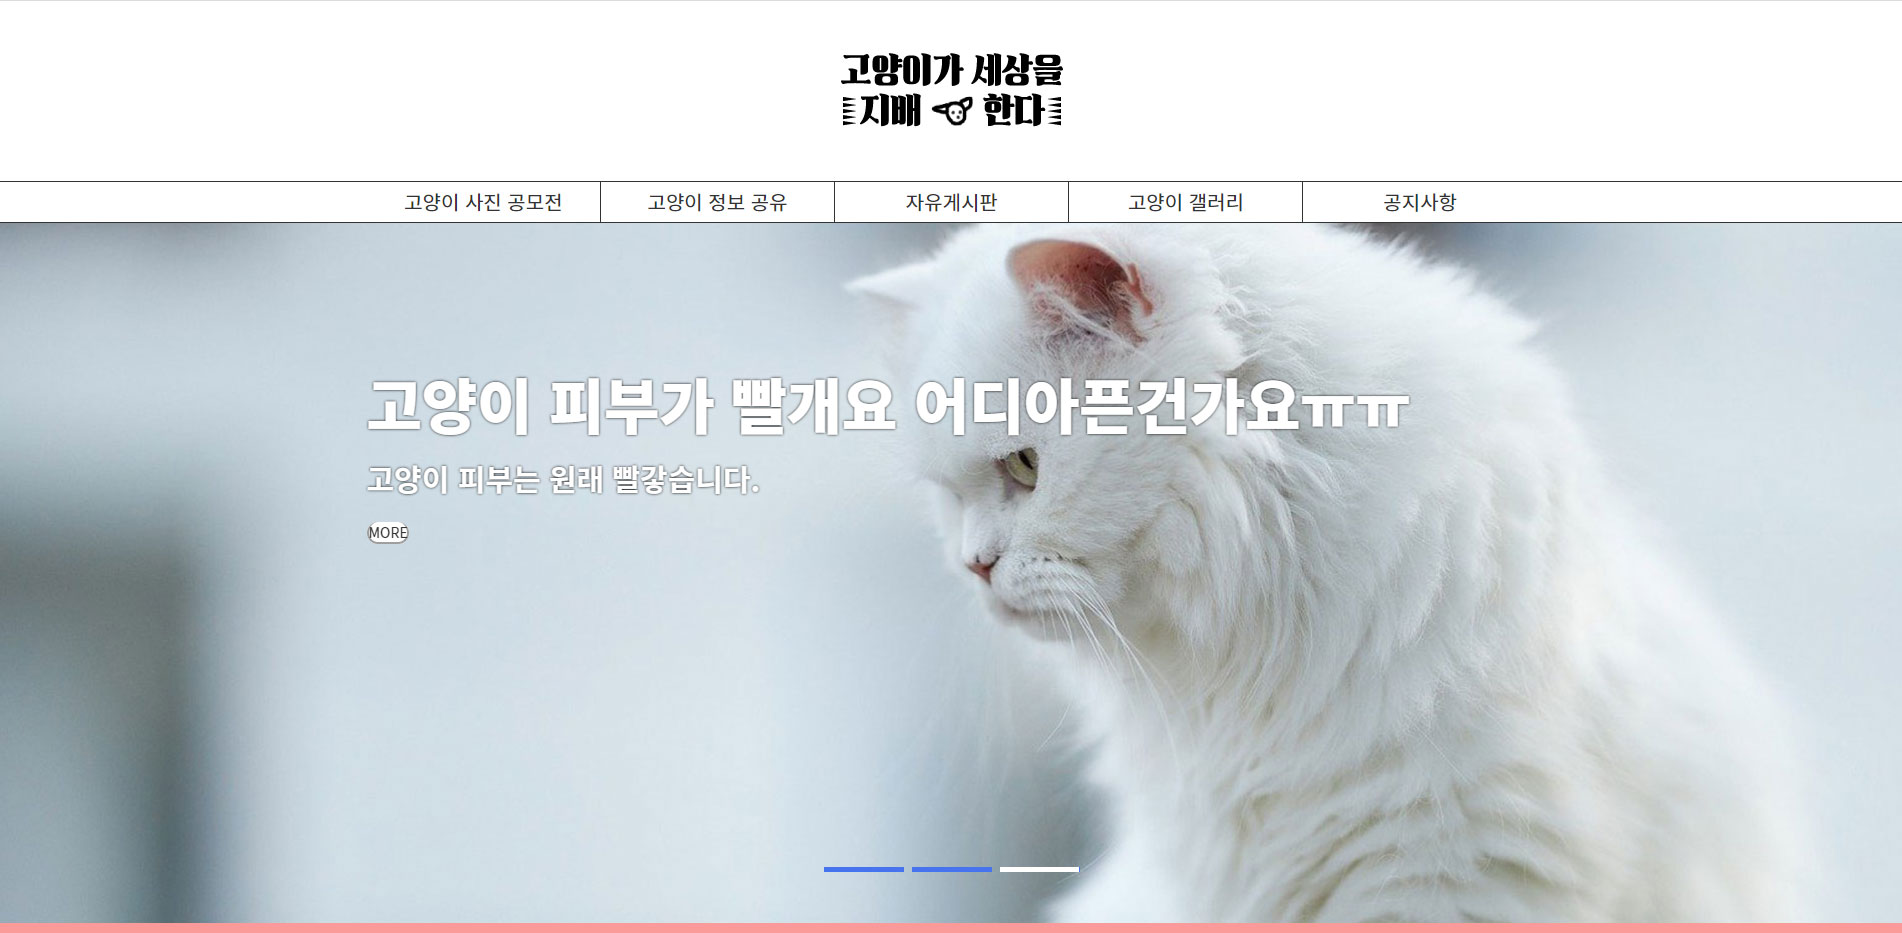 고양이가 세상을
지배 한다
고양이 사진 공모전
고양이 정보 공유
자유게시판
고양이 갤러리
공지사항
고양이 피부가 빨개요 어디아픈건가요ㅠㅠ
고양이 피부는 원래 빨갛습니다.
MORE